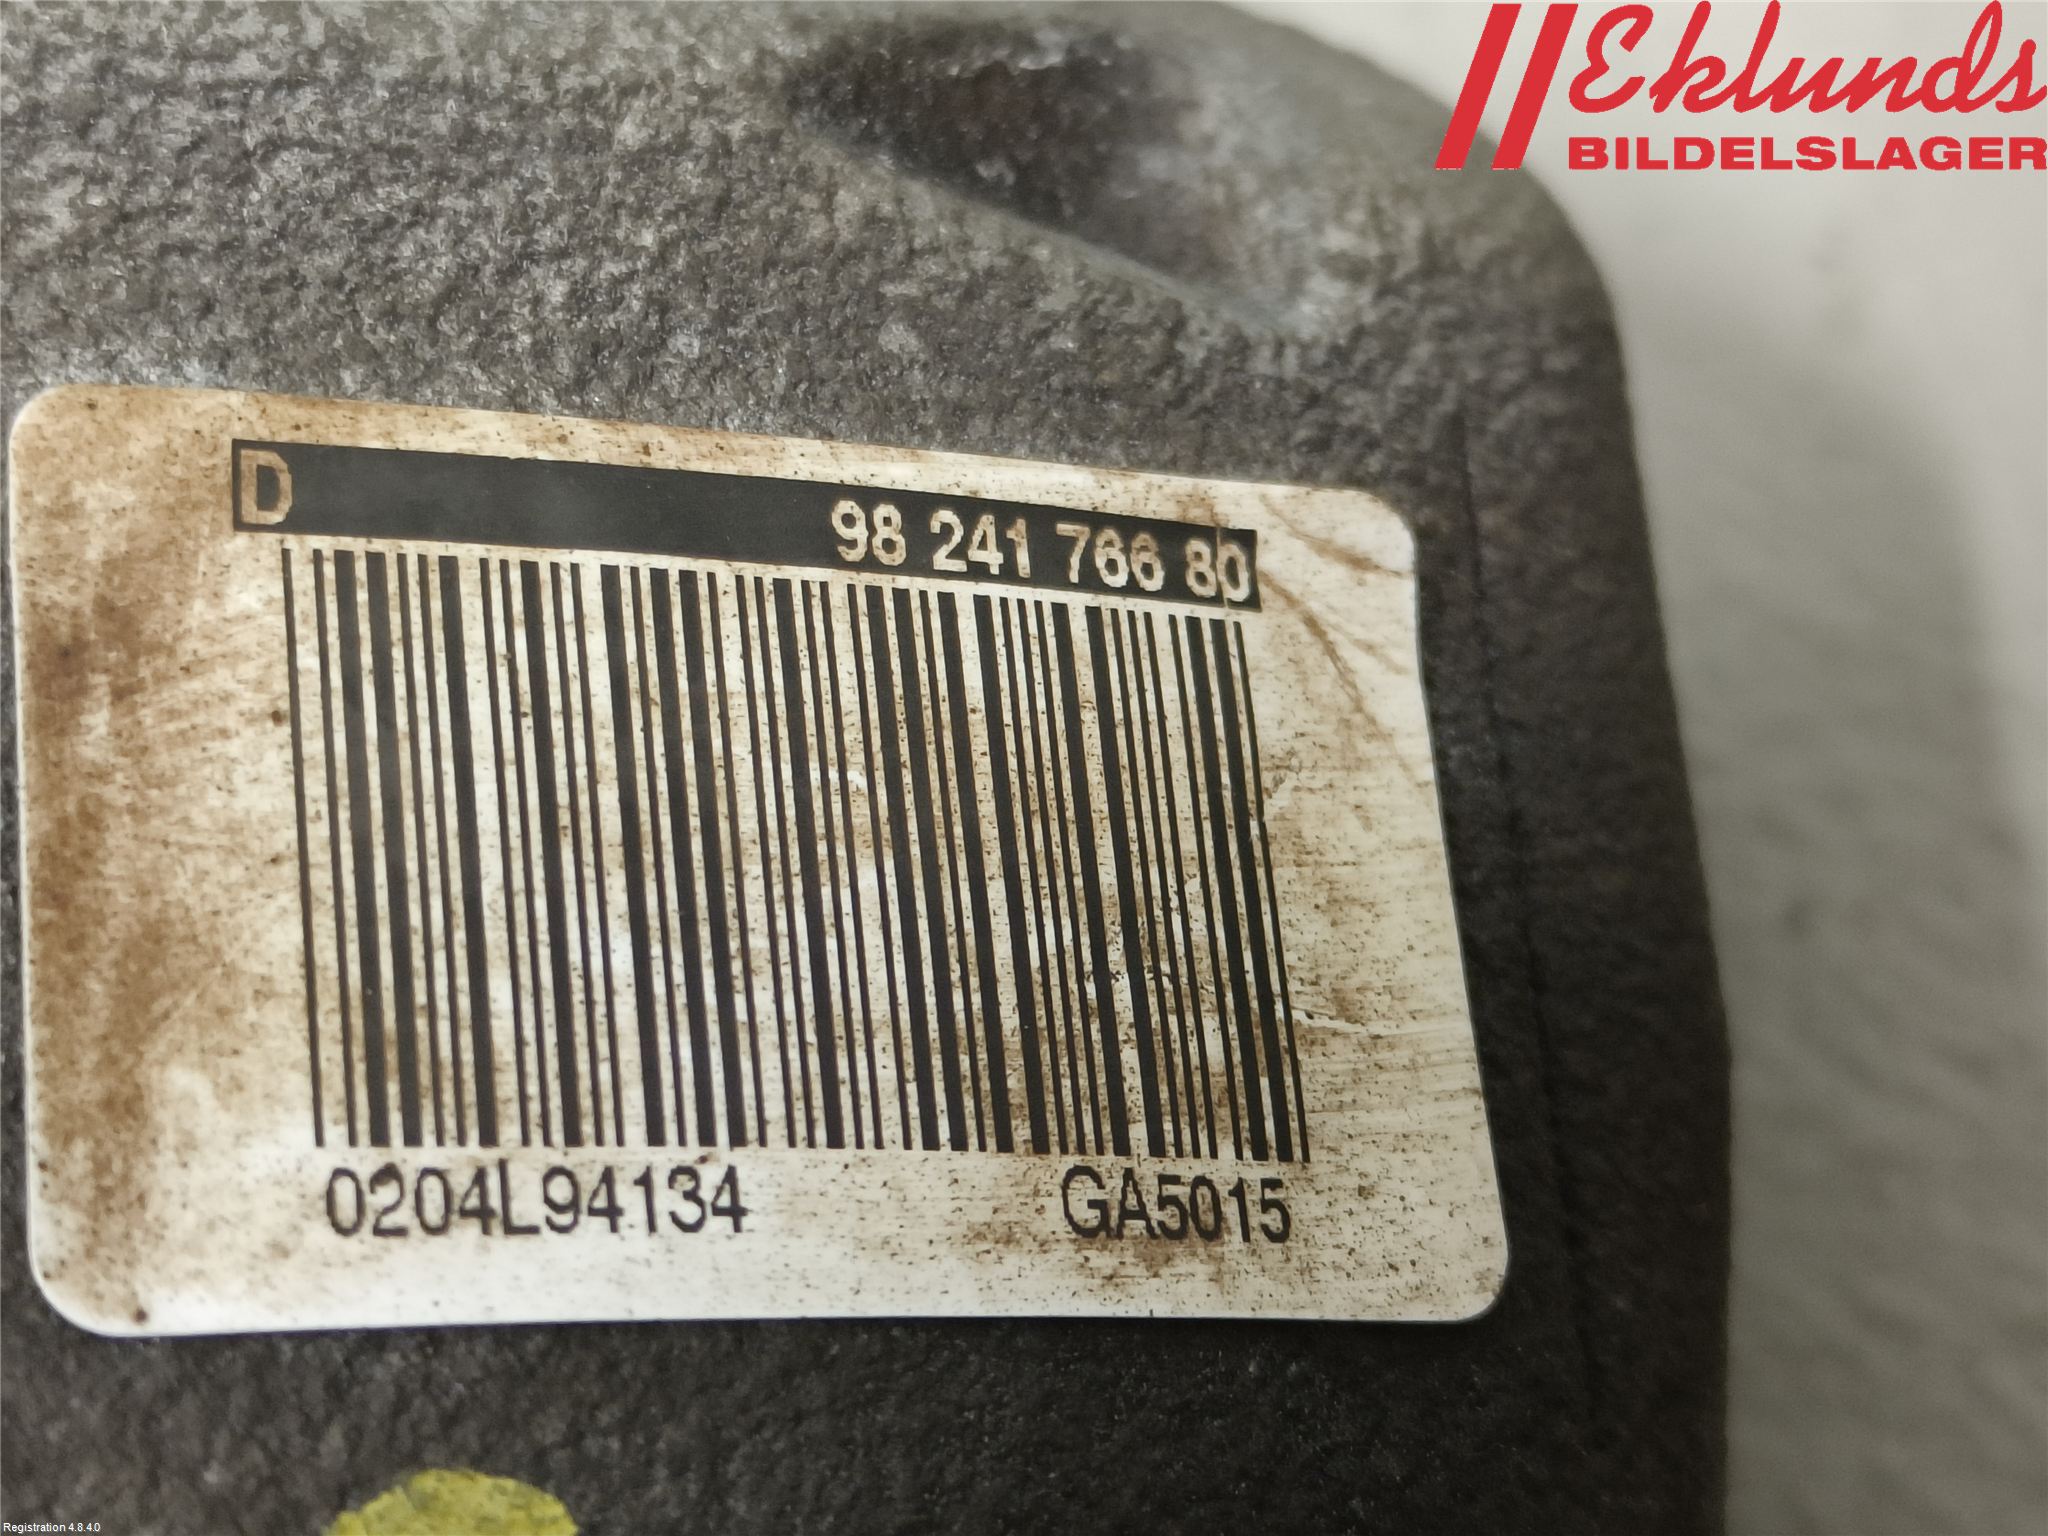 Eklunds
BILDELSLAGER
D 98 241 766 80
0204L94134 GA5015
Registration 4.8.4.0